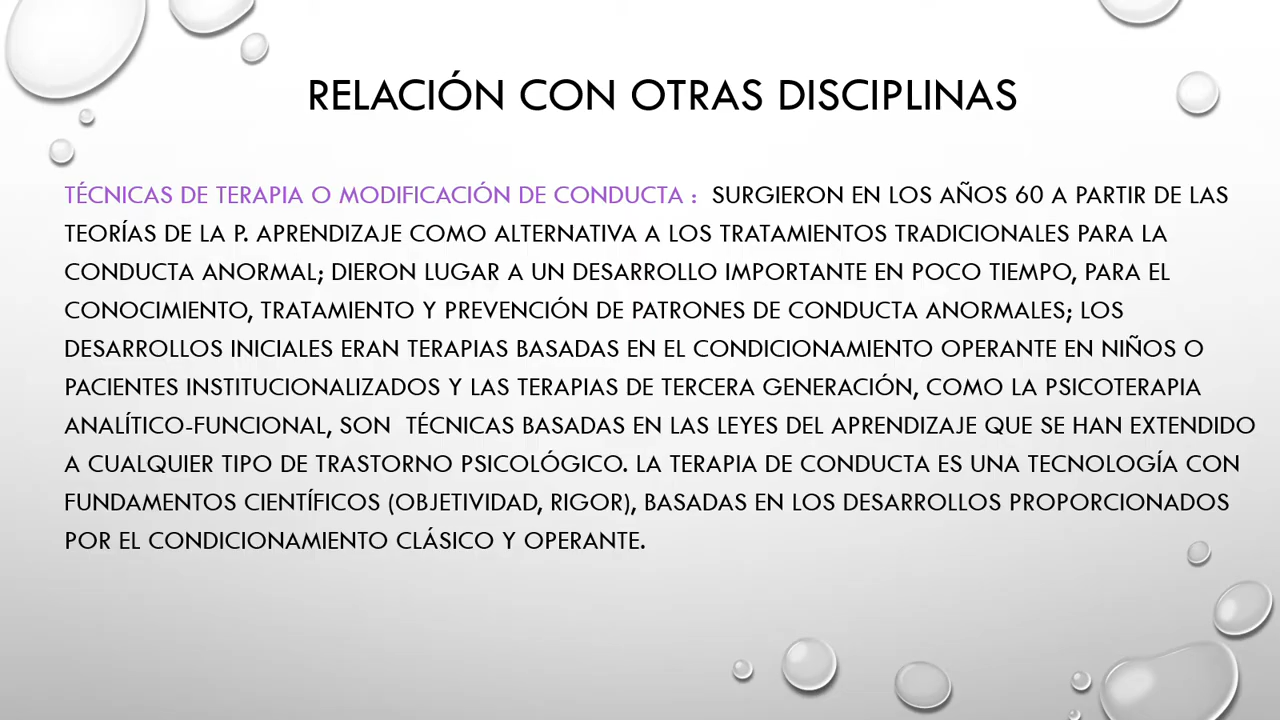 RELACIÓN CON OTRAS DISCIPLINAS
TÉCNICAS DE TERAPIA O MODIFICACIÓN DE CONDUCTA : SURGIERON EN LOS AÑOS 60 A PARTIR DE LAS
TEORÍAS DE LA P. APRENDIZAJE COMO ALTERNATIVA A LOS TRATAMIENTOS TRADICIONALES PARA LA
CONDUCTA ANORMAL; DIERON LUGAR A UN DESARROLLO IMPORTANTE EN POCO TIEMPO, PARA EL
CONOCIMIENTO, TRATAMIENTO Y PREVENCIÓN DE PATRONES DE CONDUCTA ANORMALES; LOS
DESARROLLOS INICIALES ERAN TERAPIAS BASADAS EN EL CONDICIONAMIENTO OPERANTE EN NIÑOS O
PACIENTES INSTITUCIONALIZADOS Y LAS TERAPIAS DE TERCERA GENERACIÓN, COMO LA PSICOTERAPIA
ANALÍTICO-FUNCIONAL, SON TÉCNICAS BASADAS EN LAS LEYES DEL APRENDIZAJE QUE SE HAN EXTENDIDO
A CUALQUIER TIPO DE TRASTORNO PSICOLÓGICO. LA TERAPIA DE CONDUCTA ES UNA TECNOLOGÍA CON
FUNDAMENTOS CIENTÍFICOS (OBJETIVIDAD, RIGOR), BASADAS EN LOS DESARROLLOS PROPORCIONADOS
POR EL CONDICIONAMIENTO CLÁSICO Y OPERANTE.